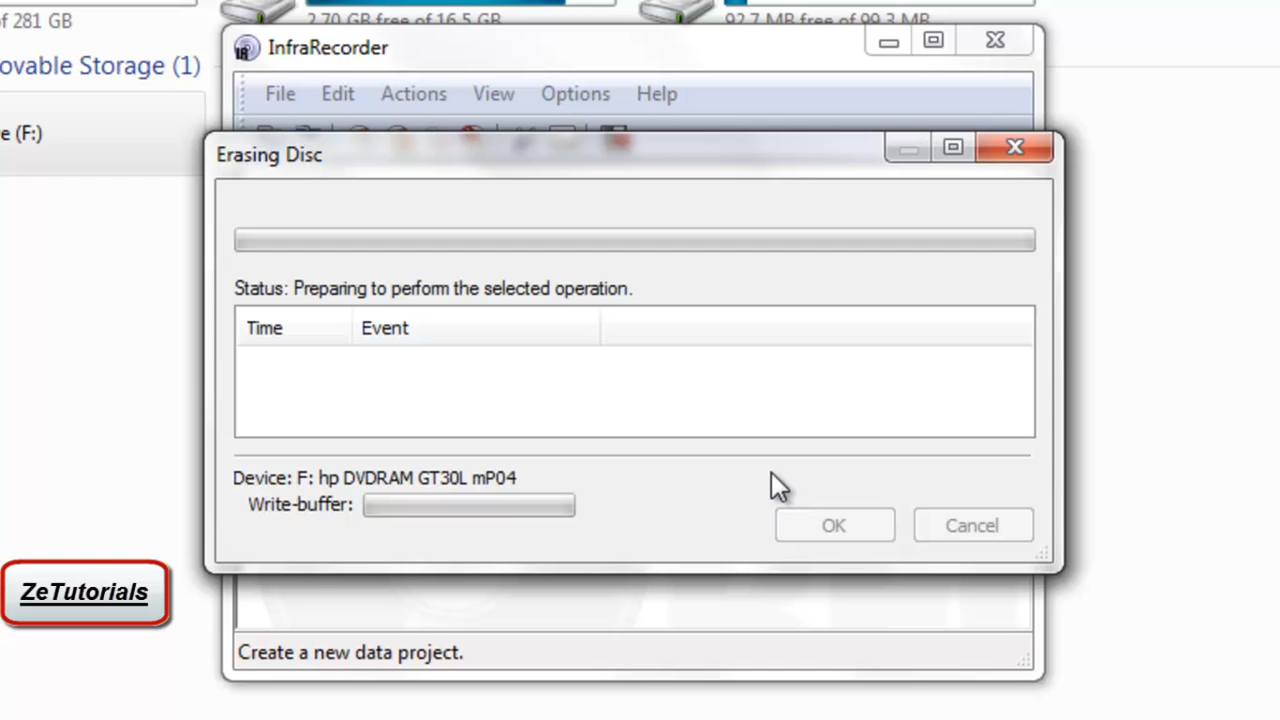 of 281 GB
2.70 GB free of 16.5 GB
92.7 MB free of 99.3 MB
ovable Storage (1)
e (F:)
InfraRecorder
File Edit Actions View Options Help
Erasing Disc
Status: Preparing to perform the selected operation.
Time Event
Device: F: hp DVDRAM GT30L mP04
Write-buffer:
OK Cancel
ZeTutorials
Create a new data project.